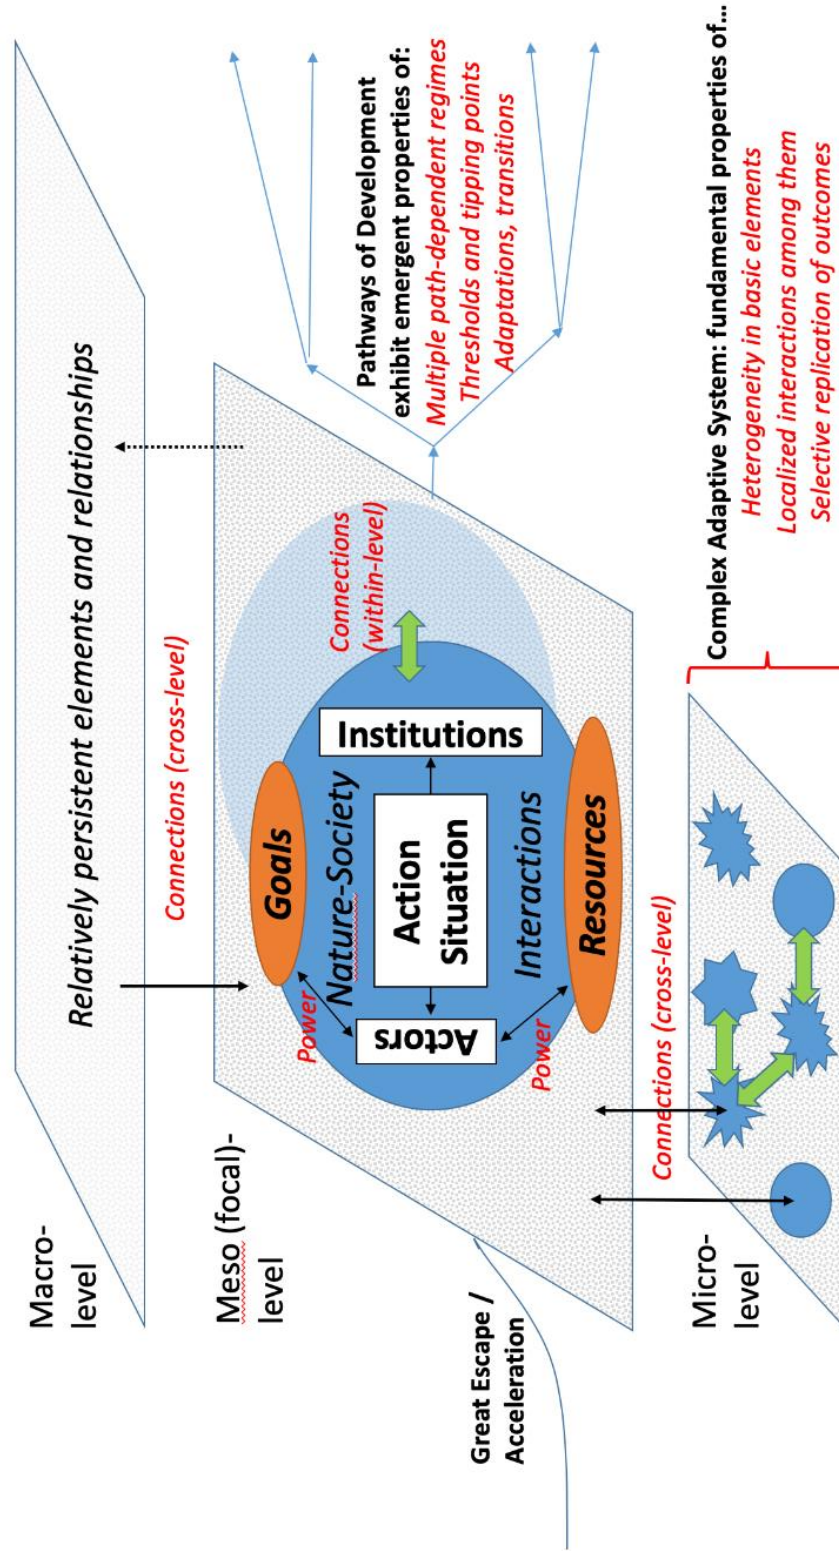 Macro-
level
Relatively persistent elements and relationships
Connections (cross-level)
Meso (focal)-
level
Goals
Nature-Society
Power
Actors
Action
Situation
Institutions
Interactions
Power
Resources
Connections
(within-level)
Great Escape /
Acceleration
Pathways of Development
exhibit emergent properties of:
Multiple path-dependent regimes
Thresholds and tipping points
Adaptations, transitions
Connections (cross-level)
Micro-
level
Complex Adaptive System: fundamental properties of...
Heterogeneity in basic elements
Localized interactions among them
Selective replication of outcomes